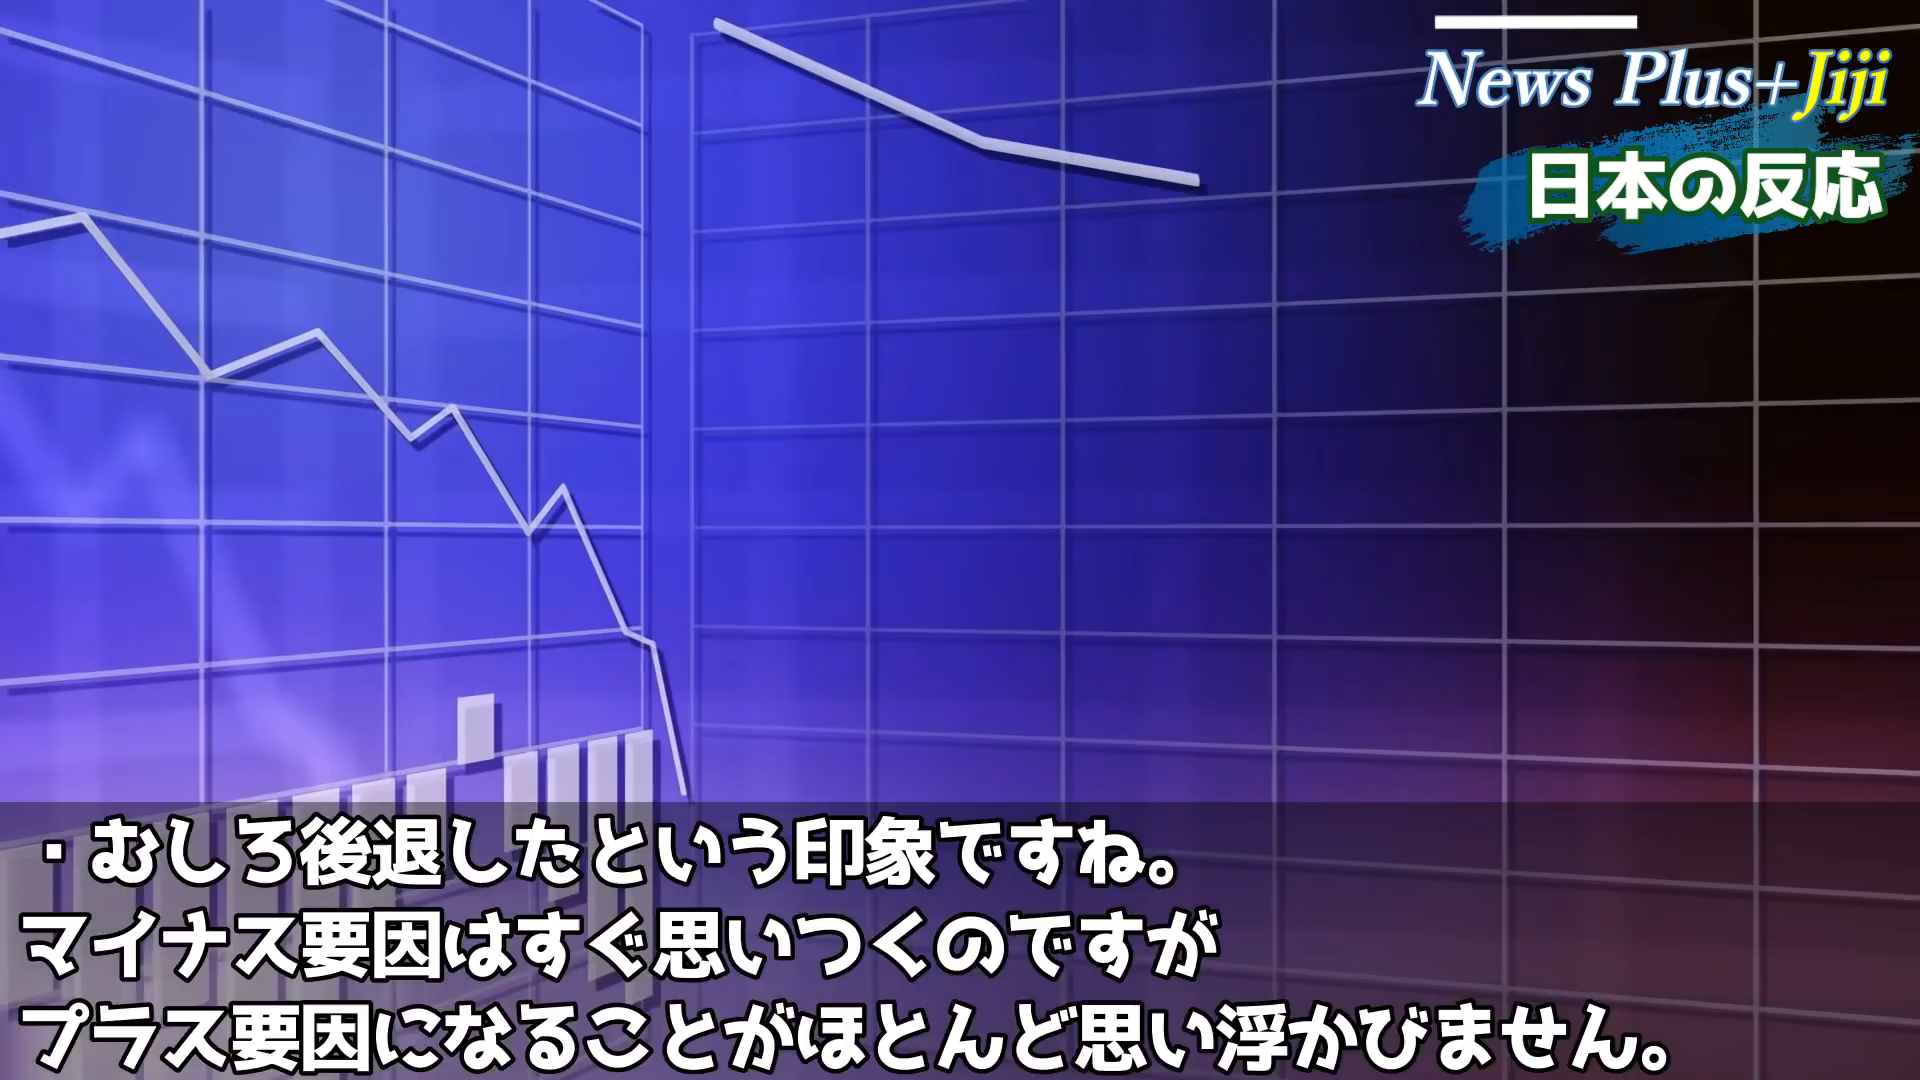 News Plus+Jiji
日本の反応
・むしろ後退したという印象ですね。
マイナス要因はすぐ思いつくのですが
プラス要因になることがほとんど思い浮かびません。